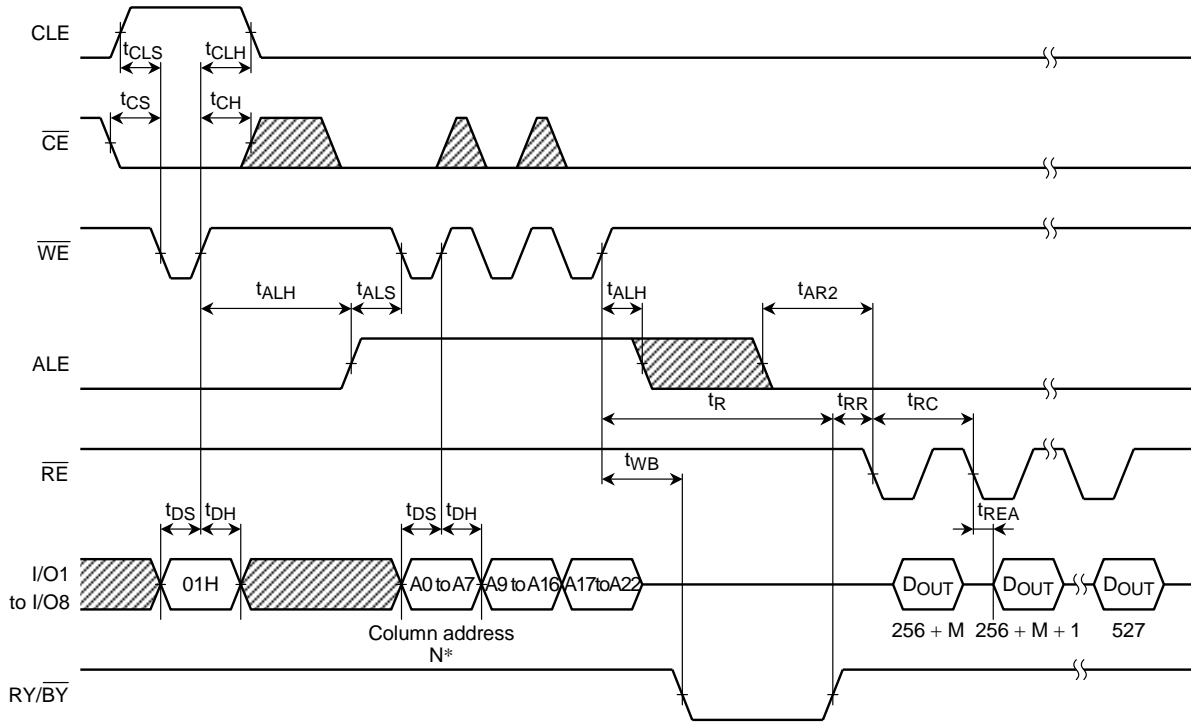 CLE
tCLS
tCLH
tCS
tCH
CE
WE
tALH
tALS
tALH
tAR2
ALE
tR
tRR
tRC
RE
tWB
tDS
tDH
tDS
tDH
tREA
I/O1
to I/O8
01H
A0 to A7
A9 to A16
A17 to A22
DOUT
DOUT
DOUT
256 + M
256 + M + 1
527
Column address
N*
RY/BY